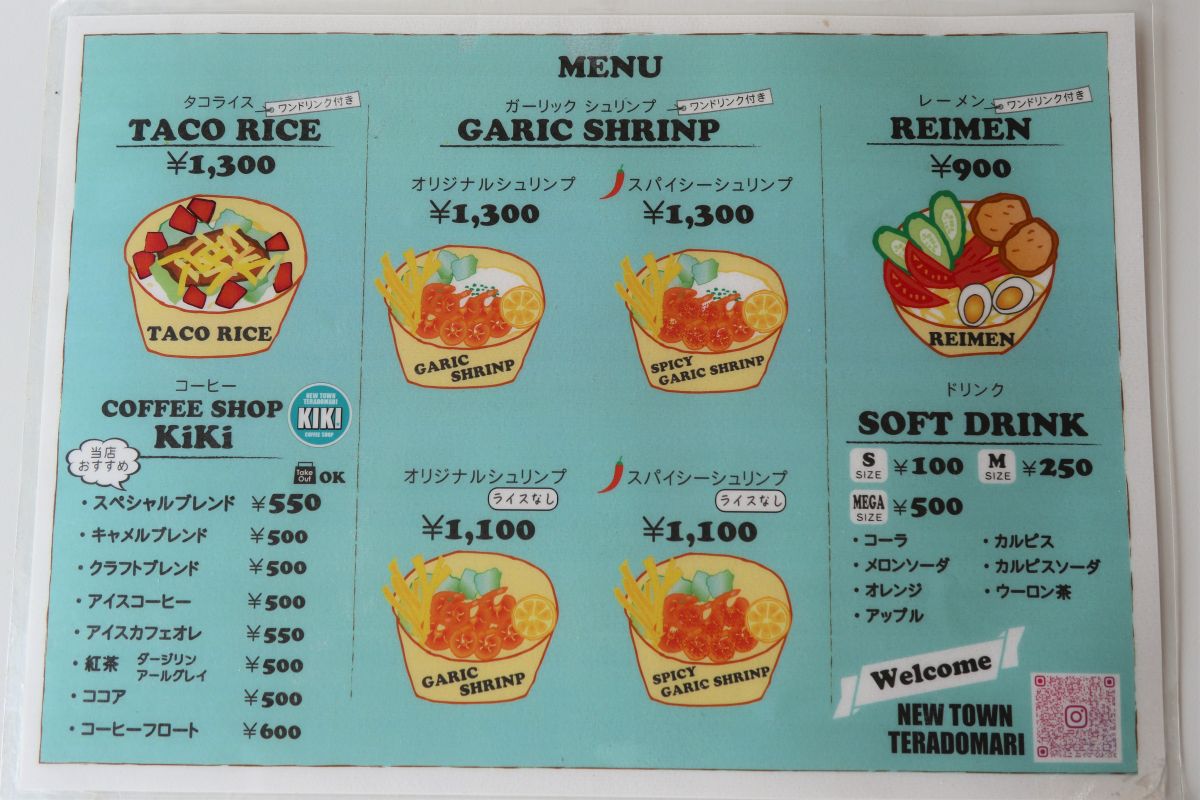 MENU
タコライス
ワンドリンク付き
TACO RICE
¥1,300
TACO RICE
ガーリック シュリンプ
ワンドリンク付き
GARIC SHRINP
オリジナルシュリンプ
¥1,300
GARIC
SHRINP
スパイシーシュリンプ
¥1,300
SPICY
GARIC SHRINP
オリジナルシュリンプ
ライスなし
¥1,100
GARIC
SHRINP
スパイシーシュリンプ
ライスなし
¥1,100
SPICY
GARIC SHRINP
レーメン
ワンドリンク付き
REIMEN
¥900
REIMEN
コーヒー
COFFEE SHOP
KiKi
NEW TOWN
TERADOMARI
KIKI
COFFEE SHOP
当店
おすすめ
Take
Out
OK
・スペシャルブレンド ¥550
・キャメルブレンド ¥500
・クラフトブレンド ¥500
・アイスコーヒー ¥500
・アイスカフェオレ ¥550
・紅茶 ダージリン アールグレイ ¥500
・ココア ¥500
・コーヒーフロート ¥600
ドリンク
SOFT DRINK
S SIZE ¥100 M SIZE ¥250
MEGA SIZE ¥500
・コーラ
・メロンソーダ
・オレンジ
・アップル
・カルピス
・カルピスソーダ
・ウーロン茶
Welcome
NEW TOWN
TERADOMARI